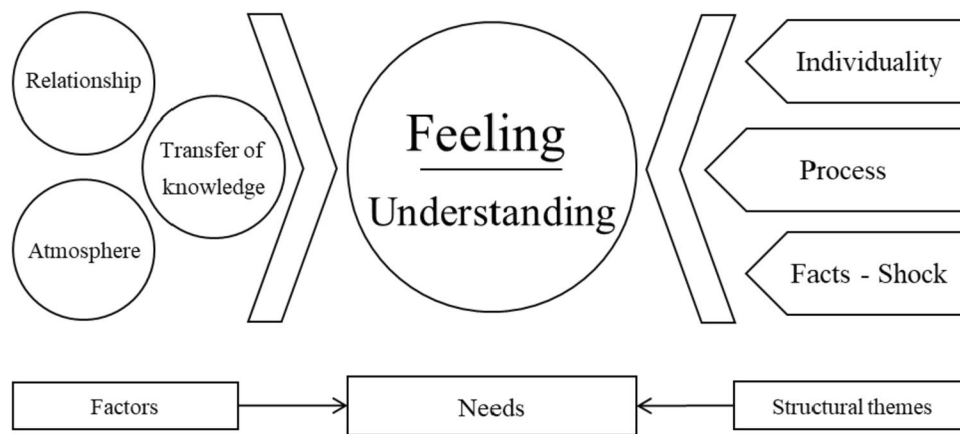 Relationship
Transfer of
knowledge
Atmosphere
Feeling
Understanding
Individuality
Process
Facts - Shock
Factors
Needs
Structural themes